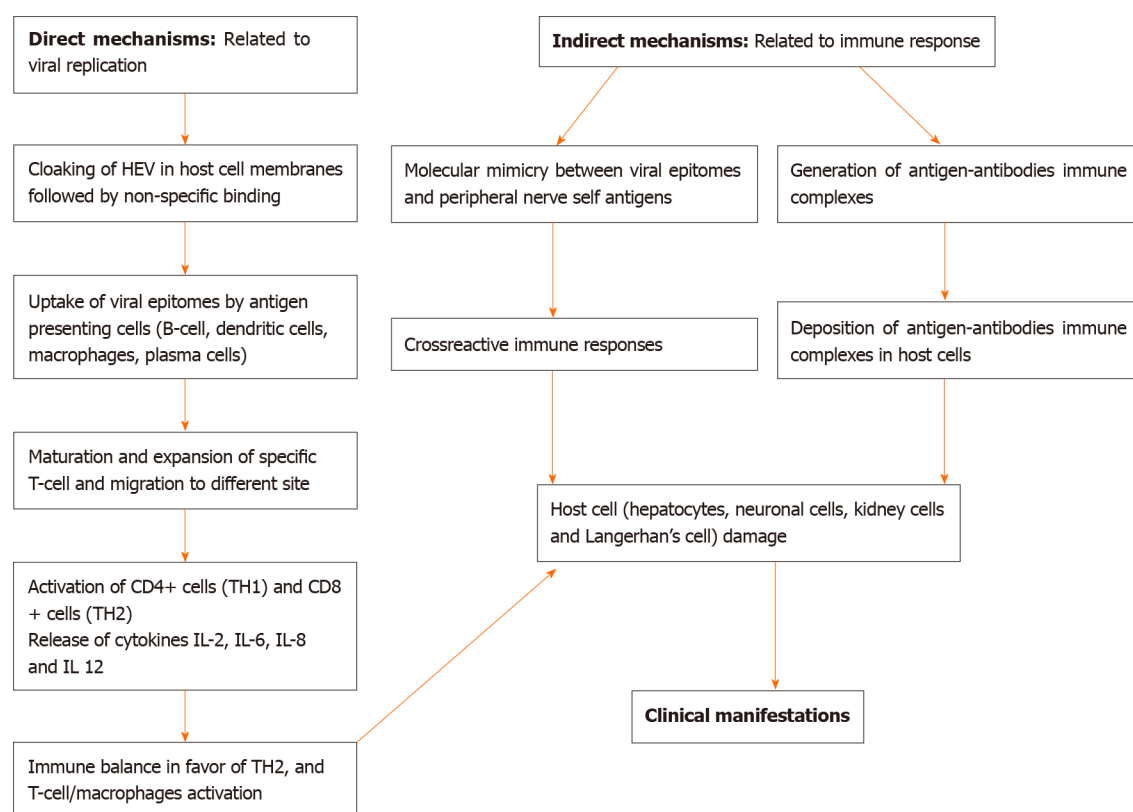 Direct mechanisms: Related to
viral replication
Indirect mechanisms: Related to immune response
Cloaking of HEV in host cell membranes
followed by non-specific binding
Molecular mimicry between viral epitomes
and peripheral nerve self antigens
Generation of antigen-antibodies immune
complexes
Uptake of viral epitomes by antigen
presenting cells (B-cell, dendritic cells,
macrophages, plasma cells)
Crossreactive immune responses
Deposition of antigen-antibodies immune
complexes in host cells
Maturation and expansion of specific
T-cell and migration to different site
Host cell (hepatocytes, neuronal cells, kidney cells
and Langerhan’s cell) damage
Activation of CD4+ cells (TH1) and CD8
+ cells (TH2)
Release of cytokines IL-2, IL-6, IL-8
and IL 12
Clinical manifestations
Immune balance in favor of TH2, and
T-cell/macrophages activation